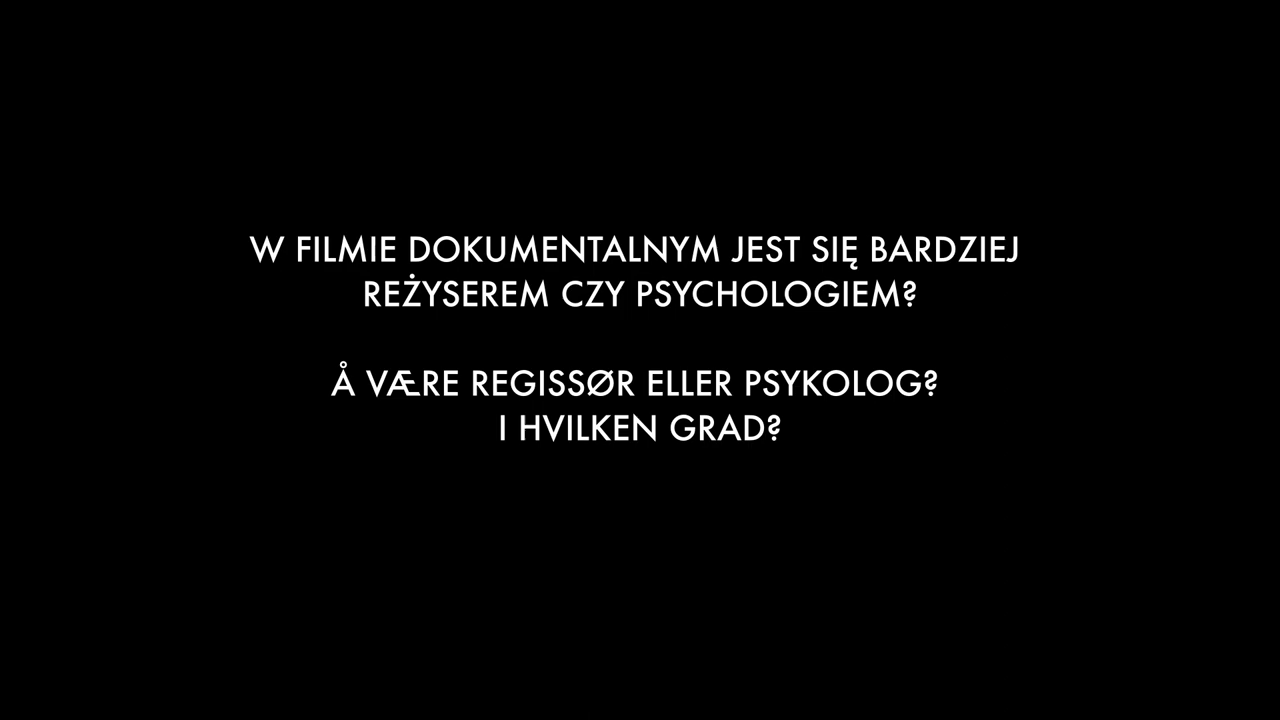 W FILMIE DOKUMENTALNYM JEST SIĘ BARDZIEJ
REŻYSEREM CZY PSYCHOLOGIEM?
Å VÆRE REGISSØR ELLER PSYKOLOG?
I HVILKEN GRAD?